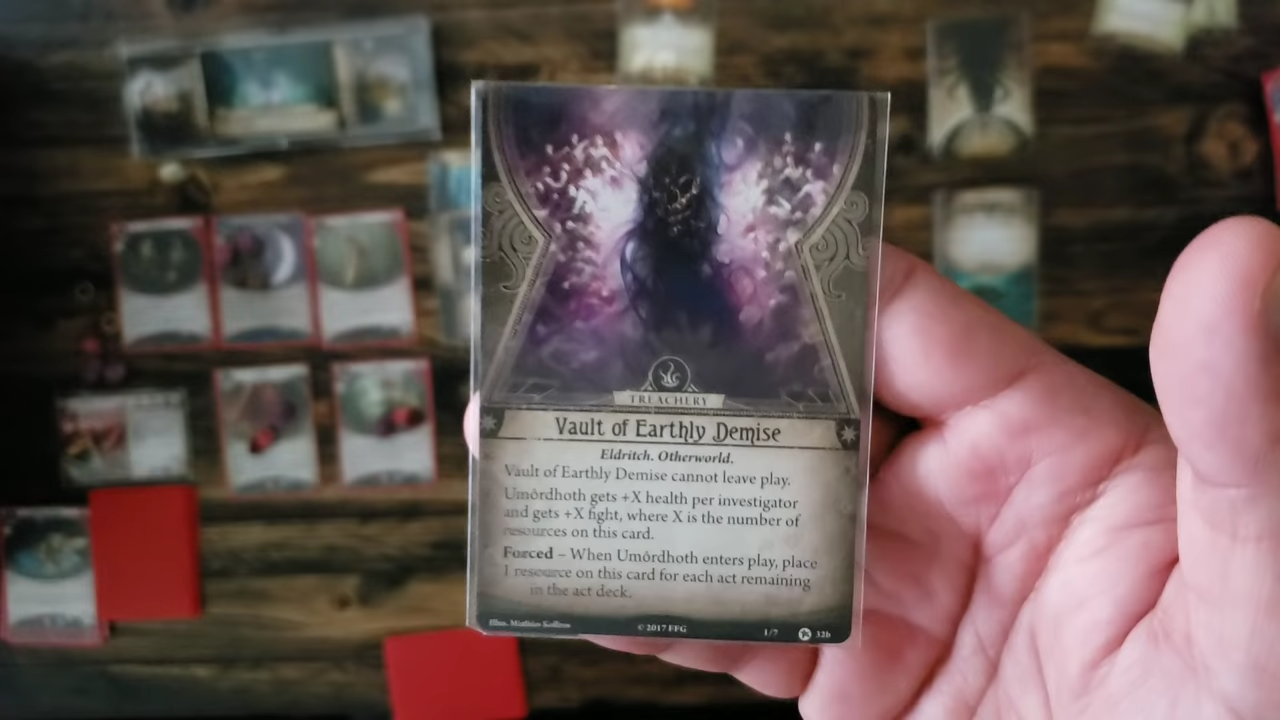 TREACHERY
Vault of Earthly Demise
Eldritch. Otherworld.
Vault of Earthly Demise cannot leave play.
Umôrdhoth gets +X health per investigator
and gets +X fight, where X is the number of
resources on this card.
Forced – When Umôrdhoth enters play, place
1 resource on this card for each act remaining
in the act deck.
Illus. Mathias Kollros © 2017 FFG 1/7 32b